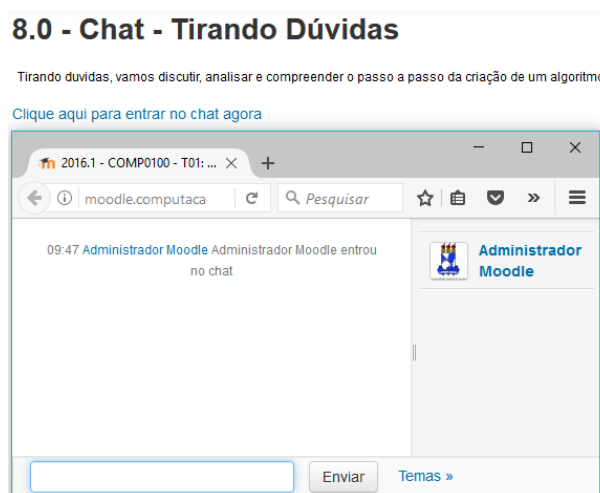 8.0 - Chat - Tirando Dúvidas
Tirando duvidas, vamos discutir, analisar e compreender o passo a passo da criação de um algoritmo
Clique aqui para entrar no chat agora
2016.1 - COMP0100 - T01: ...
moodle.computaca
Pesquisar
09:47 Administrador Moodle Administrador Moodle entrou
no chat
Administrador
Moodle
Enviar
Temas »